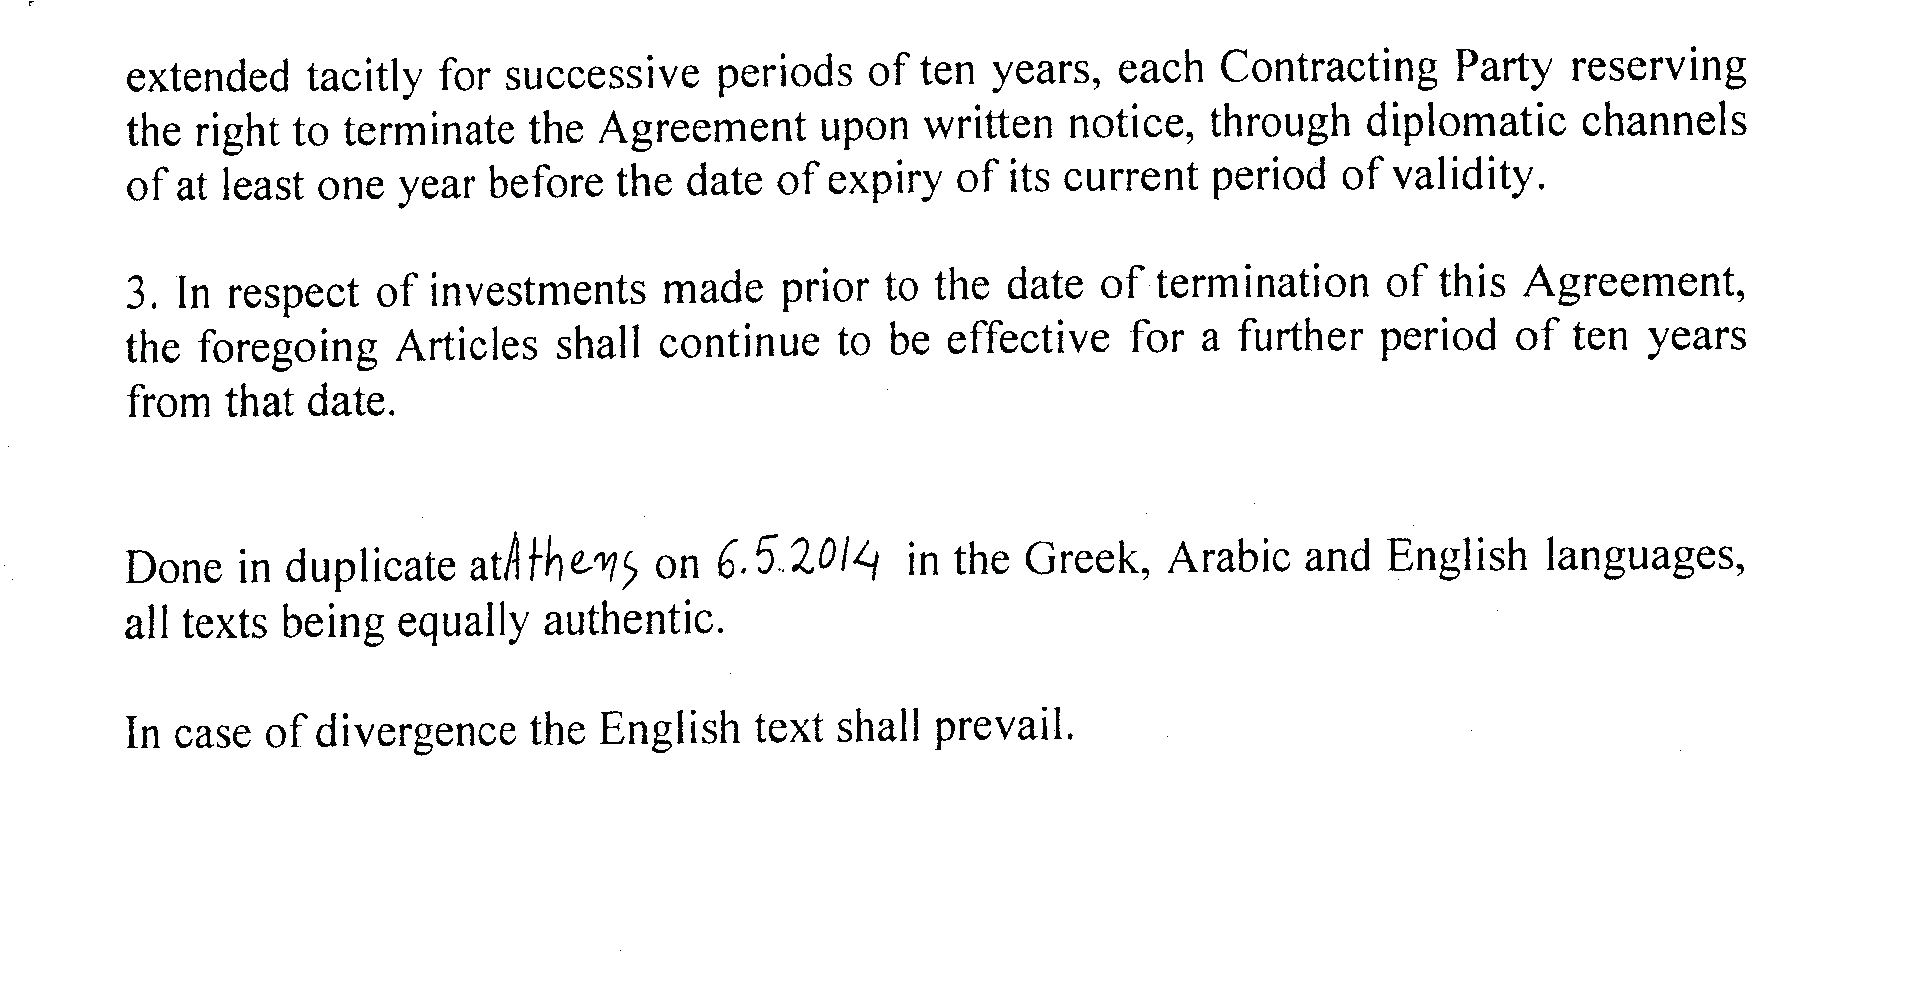 extended tacitly for successive periods of ten years, each Contracting Party reserving
the right to terminate the Agreement upon written notice, through diplomatic channels
of at least one year before the date of expiry of its current period of validity.
3. In respect of investments made prior to the date of termination of this Agreement,
the foregoing Articles shall continue to be effective for a further period of ten years
from that date.
Done in duplicate at Athens on 6.5.2014 in the Greek, Arabic and English languages,
all texts being equally authentic.
In case of divergence the English text shall prevail.